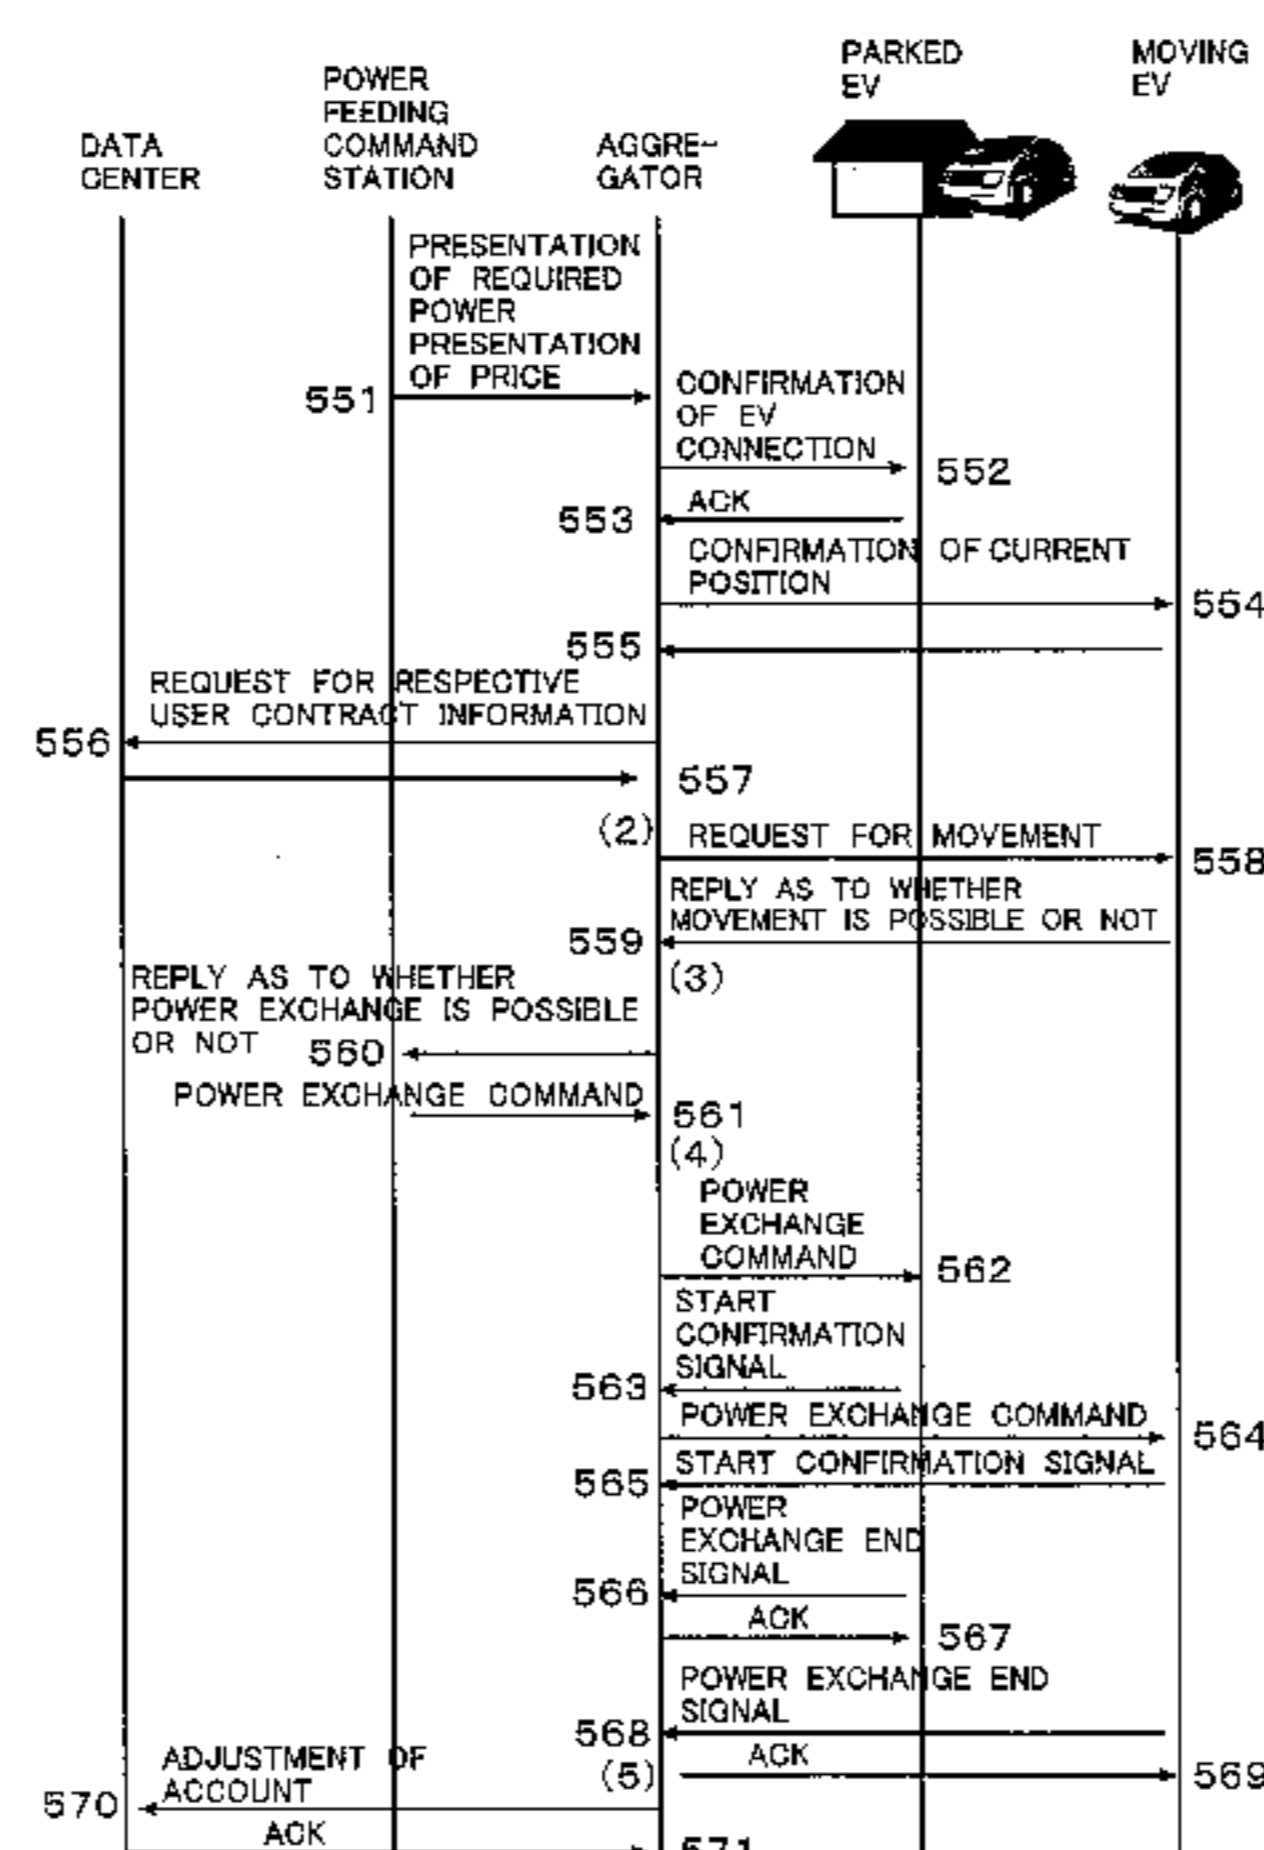 PARKED
EV
MOVING
EV
POWER
FEEDING
COMMAND
STATION
DATA
CENTER
AGGRE-
GATOR
PRESENTATION
OF REQUIRED
POWER
PRESENTATION
OF PRICE
551
CONFIRMATION
OF EV
CONNECTION
552
ACK
553
CONFIRMATION OF CURRENT
POSITION
554
555
REQUEST FOR RESPECTIVE
USER CONTRACT INFORMATION
556
557
(2)
REQUEST FOR MOVEMENT
558
REPLY AS TO WHETHER
MOVEMENT IS POSSIBLE OR NOT
559
(3)
REPLY AS TO WHETHER
POWER EXCHANGE IS POSSIBLE
OR NOT
560
POWER EXCHANGE COMMAND
561
(4)
POWER
EXCHANGE
COMMAND
562
START
CONFIRMATION
SIGNAL
563
POWER EXCHANGE COMMAND
564
START CONFIRMATION SIGNAL
565
POWER
EXCHANGE END
SIGNAL
566
ACK
567
POWER EXCHANGE END
SIGNAL
568
(5)
ACK
569
ADJUSTMENT OF
ACCOUNT
570
ACK
571